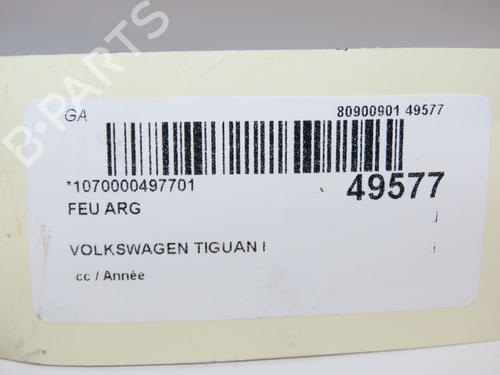 GA 80900901 49577
*1070000497701 49577
FEU ARG
VOLKSWAGEN TIGUAN I
cc / Année
B-PARTS